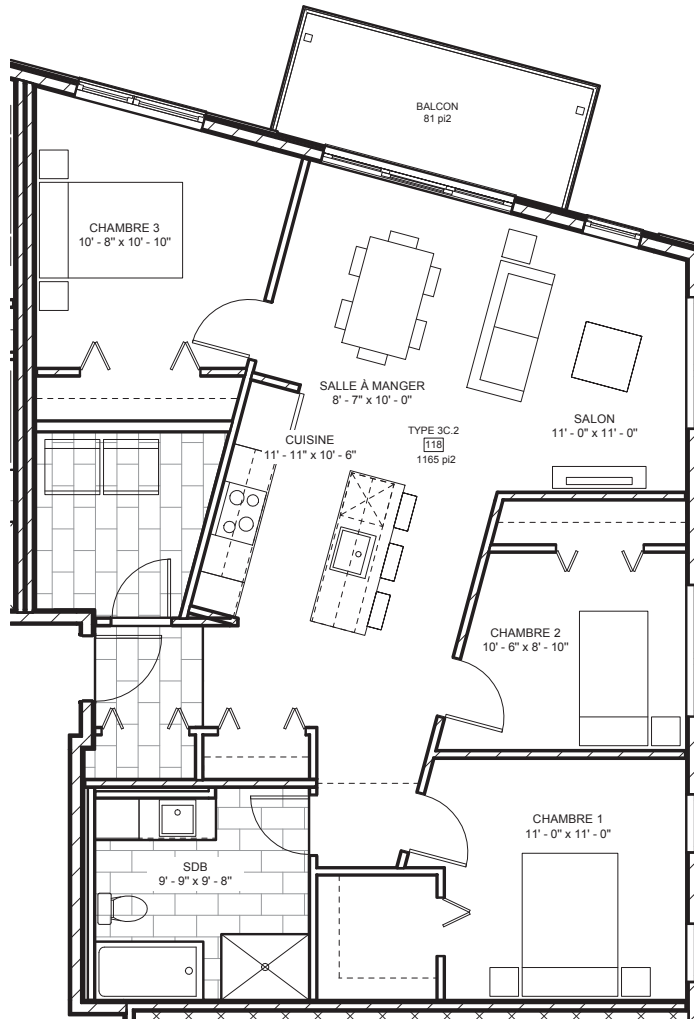 BALCON
81 pi2
CHAMBRE 3
10' - 8" x 10' - 10"
SALLE À MANGER
8' - 7" x 10' - 0"
SALON
11' - 0" x 11' - 0"
TYPE 3C.2
118
1165 pi2
CUISINE
11' - 11" x 10' - 6"
CHAMBRE 2
10' - 6" x 8' - 10"
CHAMBRE 1
11' - 0" x 11' - 0"
SDB
9' - 9" x 9' - 8"